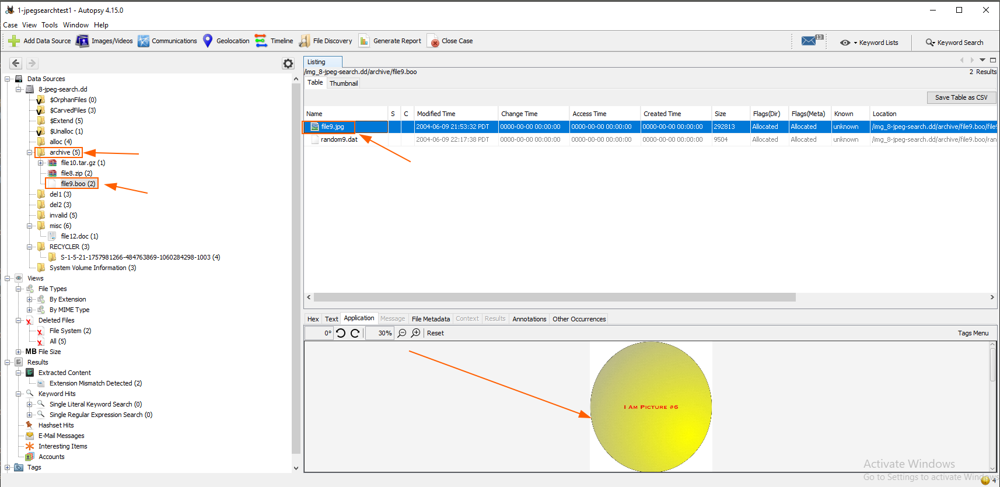 1-jpegsearchtest1 - Autopsy 4.15.0
Case View Tools Window Help
Add Data Source Images/Videos Communications Geolocation Timeline File Discovery Generate Report Close Case 13 Keyword Lists Keyword Search
Data Sources
8-jpeg-search.dd
$OrphanFiles (0)
$CarvedFiles (3)
$Extend (5)
$Unalloc (1)
alloc (4)
archive (5)
file10.tar.gz (1)
file8.zip (2)
file9.boo (2)
del1 (3)
del2 (3)
invalid (5)
misc (6)
file12.doc (1)
RECYCLER (3)
S-1-5-21-1757981266-484763869-1060284298-1003 (4)
System Volume Information (3)
Views
File Types
By Extension
By MIME Type
Deleted Files
File System (2)
All (5)
MB File Size
Results
Extracted Content
Extension Mismatch Detected (2)
Keyword Hits
Single Literal Keyword Search (0)
Single Regular Expression Search (0)
Hashset Hits
E-Mail Messages
Interesting Items
Accounts
Tags
Listing
/img_8-jpeg-search.dd/archive/file9.boo
2 Results
Table Thumbnail
Save Table as CSV
Name S C Modified Time Change Time Access Time Created Time Size Flags(Dir) Flags(Meta) Known Location
file9.jpg 2004-06-09 21:53:32 PDT 0000-00-00 00:00:00 0000-00-00 00:00:00 0000-00-00 00:00:00 292813 Allocated Allocated unknown /img_8-jpeg-search.dd/archive/file9.boo/file9
random9.dat 2004-06-09 22:17:38 PDT 0000-00-00 00:00:00 0000-00-00 00:00:00 0000-00-00 00:00:00 9504 Allocated Allocated unknown /img_8-jpeg-search.dd/archive/file9.boo/ran
Hex Text Application Message File Metadata Context Results Annotations Other Occurrences
0° 30% Reset Tags Menu
I Am Picture #6
Activate Windows
Go to Settings to activate Windows
4